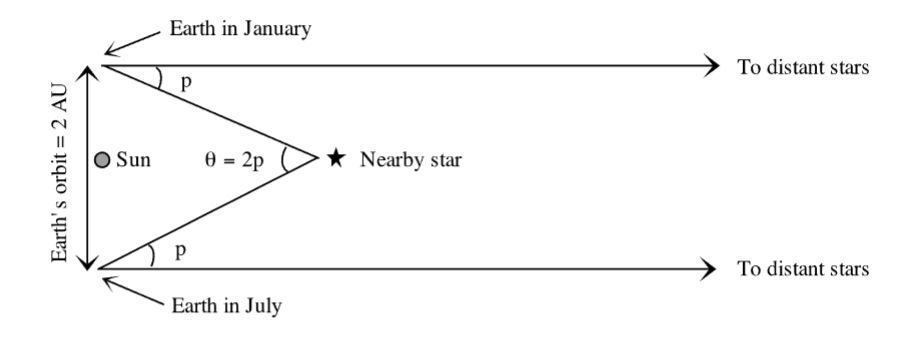 Earth in January
To distant stars
p
Earth's orbit = 2 AU
Sun
θ = 2p
Nearby star
p
To distant stars
Earth in July